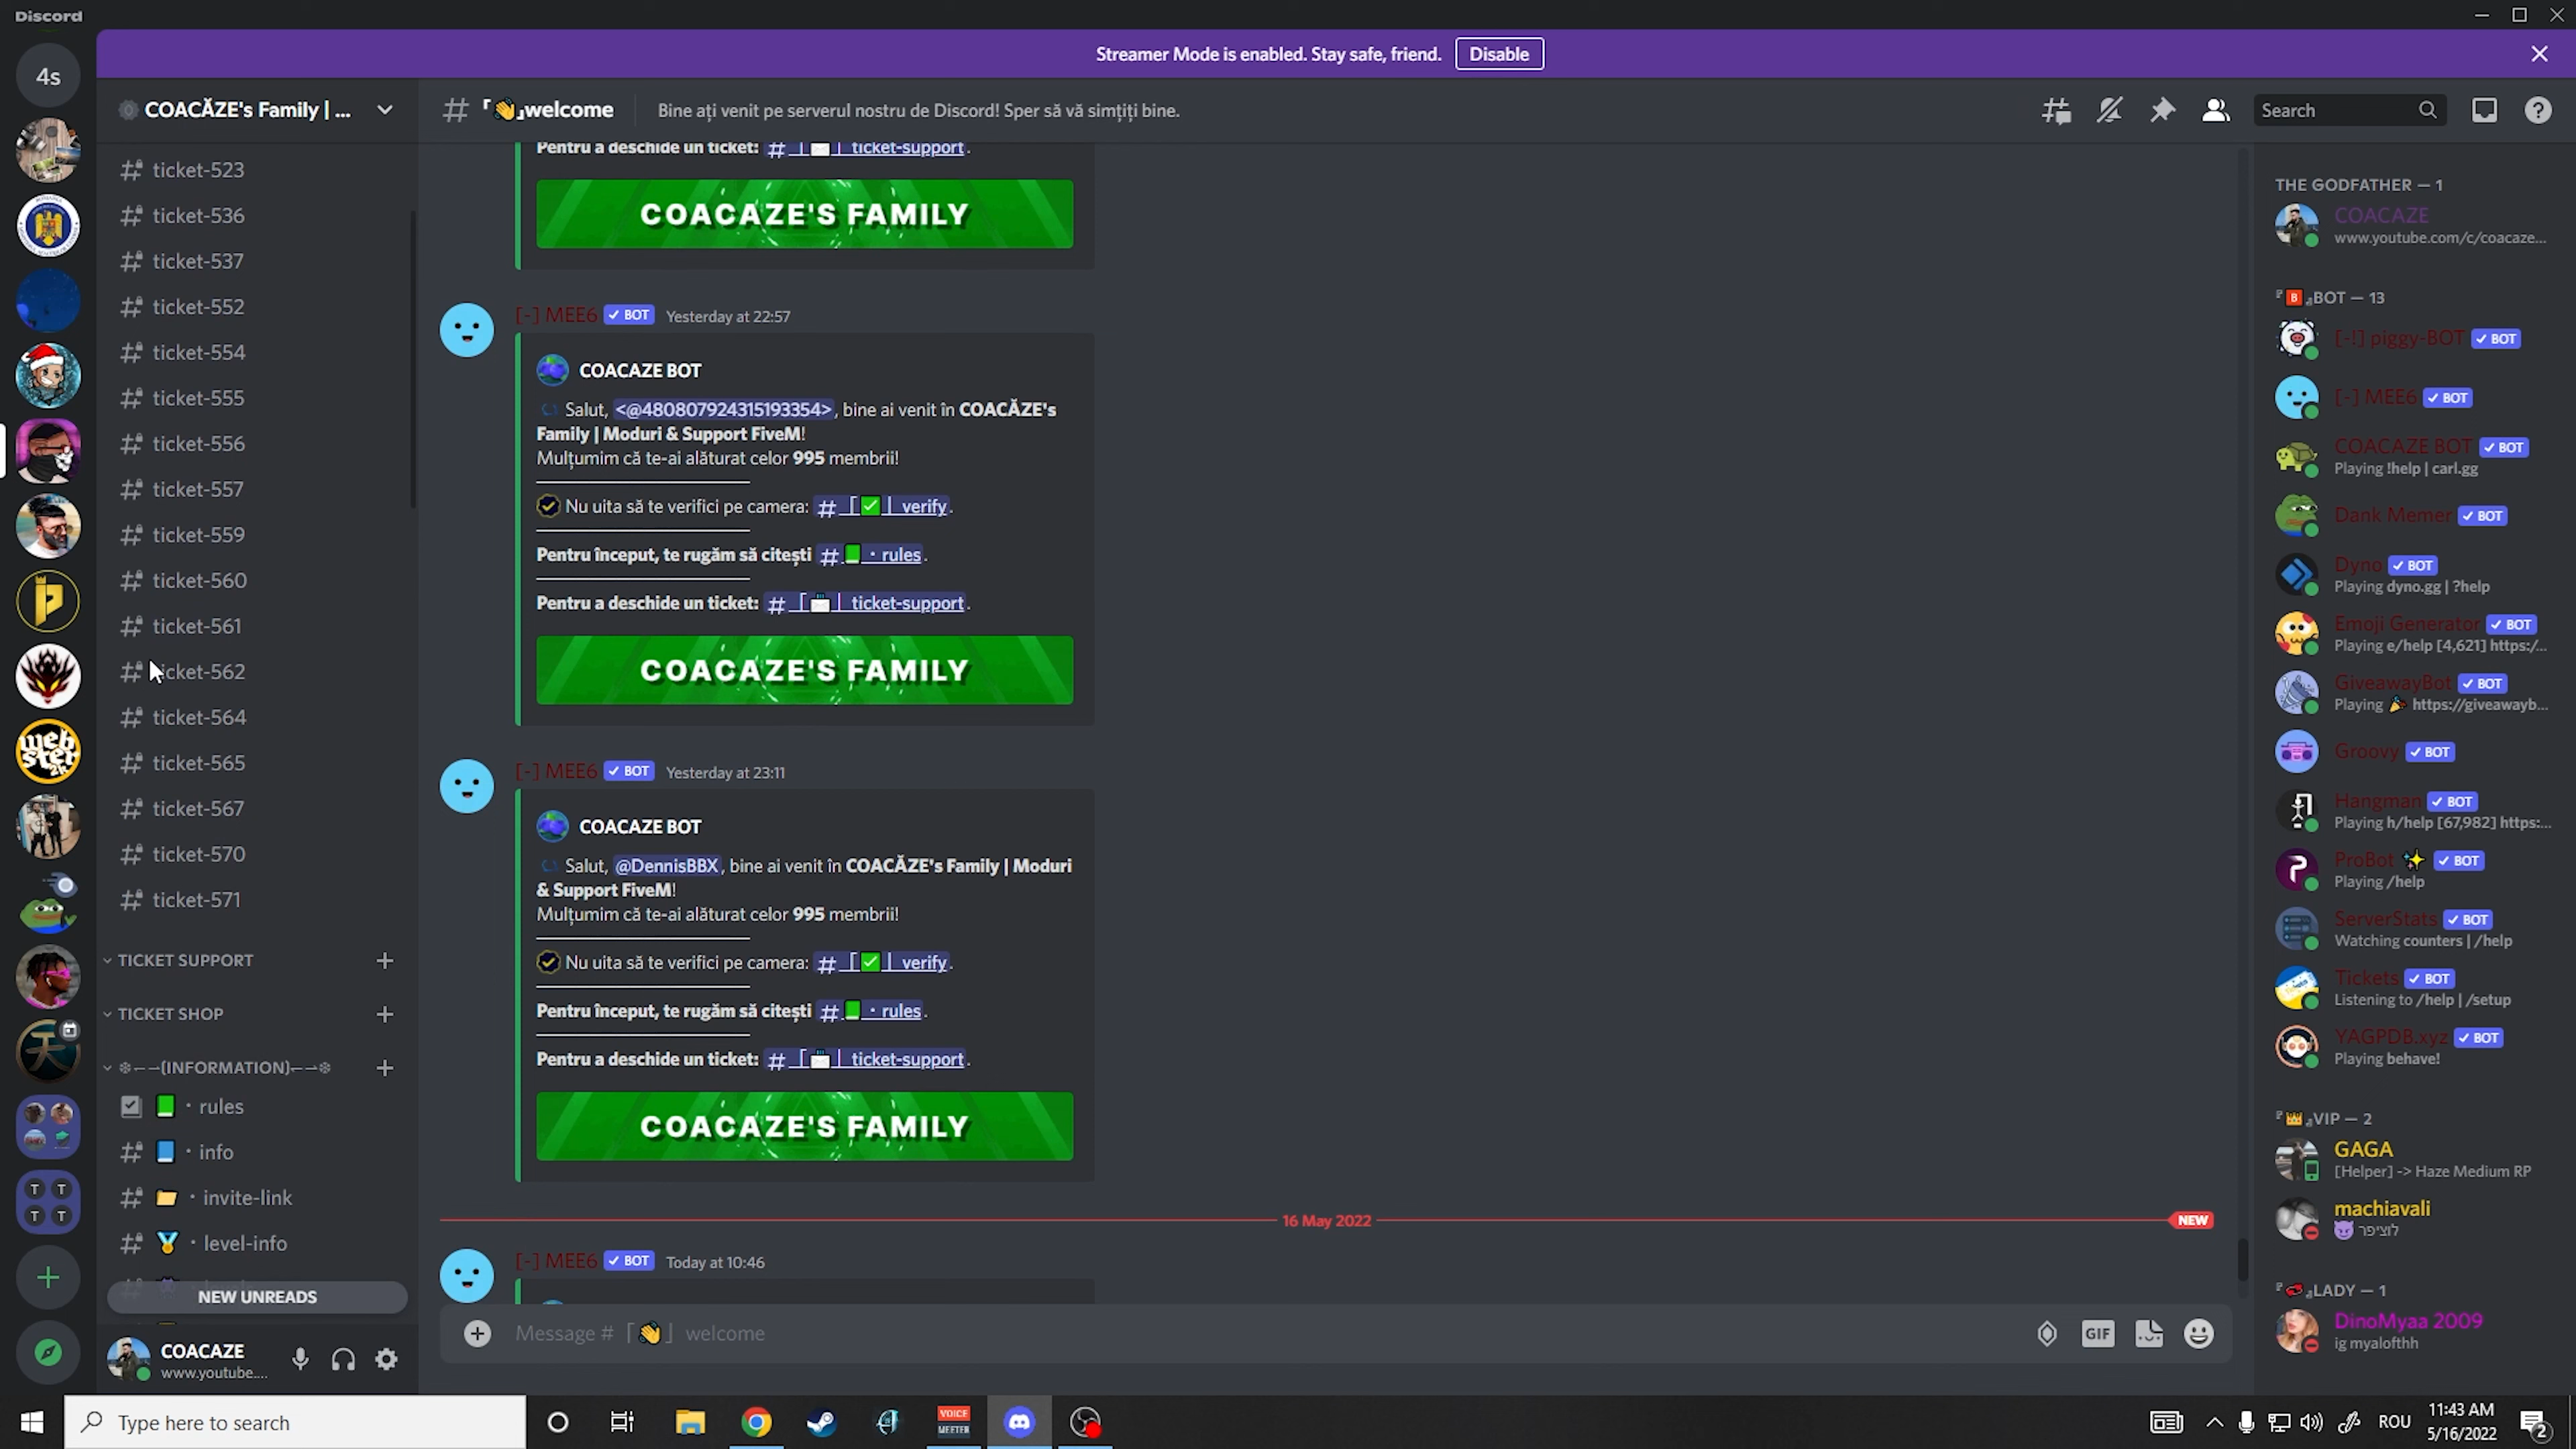 Discord
Streamer Mode is enabled. Stay safe, friend. Disable
4s
COACĂZE's Family | ...
ticket-523
ticket-536
ticket-537
ticket-552
ticket-554
ticket-555
ticket-556
ticket-557
ticket-559
ticket-560
ticket-561
ticket-562
ticket-564
ticket-565
ticket-567
ticket-570
ticket-571
TICKET SUPPORT
TICKET SHOP
❄︎–→(INFORMATION)–→❄︎
📗・rules
📘・info
📁・invite-link
🏅・level-info
NEW UNREADS
COACAZE
www.youtube....
# 「👋」welcome Bine ați venit pe serverul nostru de Discord! Sper să vă simțiți bine.
Search
Pentru a deschide un ticket: # ticket-support.
COACAZE'S FAMILY
[-] MEE6 ✓ BOT Yesterday at 22:57
COACAZE BOT
Salut, <@480807924315193354>, bine ai venit în COACĂZE's
Family | Moduri & Support FiveM!
Mulțumim că te-ai alăturat celor 995 membrii!
Nu uita să te verifici pe camera: # ✅ verify.
Pentru început, te rugăm să citești # 📗・rules.
Pentru a deschide un ticket: # ticket-support.
COACAZE'S FAMILY
[-] MEE6 ✓ BOT Yesterday at 23:11
COACAZE BOT
Salut, @DennisBBX, bine ai venit în COACĂZE's Family | Moduri
& Support FiveM!
Mulțumim că te-ai alăturat celor 995 membrii!
Nu uita să te verifici pe camera: # ✅ verify.
Pentru început, te rugăm să citești # 📗・rules.
Pentru a deschide un ticket: # ticket-support.
COACAZE'S FAMILY
16 May 2022 NEW
[-] MEE6 ✓ BOT Today at 10:46
Message # 「👋」 welcome
GIF
THE GODFATHER — 1
COACAZE
www.youtube.com/c/coacaze...
『🅱』BOT — 13
[-!] piggy-BOT ✓ BOT
[-] MEE6 ✓ BOT
COACAZE BOT ✓ BOT
Playing !help | carl.gg
Dank Memer ✓ BOT
Dyno ✓ BOT
Playing dyno.gg | ?help
Emoji Generator ✓ BOT
Playing e/help [4,621] https:/...
GiveawayBot ✓ BOT
Playing 🎉 https://giveawayb...
Groovy ✓ BOT
Hangman ✓ BOT
Playing h/help [67,982] https:...
ProBot ✨ ✓ BOT
Playing /help
ServerStats ✓ BOT
Watching counters | /help
Tickets ✓ BOT
Listening to /help | /setup
YAGPDB.xyz ✓ BOT
Playing behave!
『👑』VIP — 2
GAGA
[Helper] -> Haze Medium RP
machiavali
😈 לוציפר
『💋』LADY — 1
DinoMyaa 2009
ig myalofthh
webster 2k
T T
T T
Type here to search
VOICE
MEETER
ROU
11:43 AM
5/16/2022
2